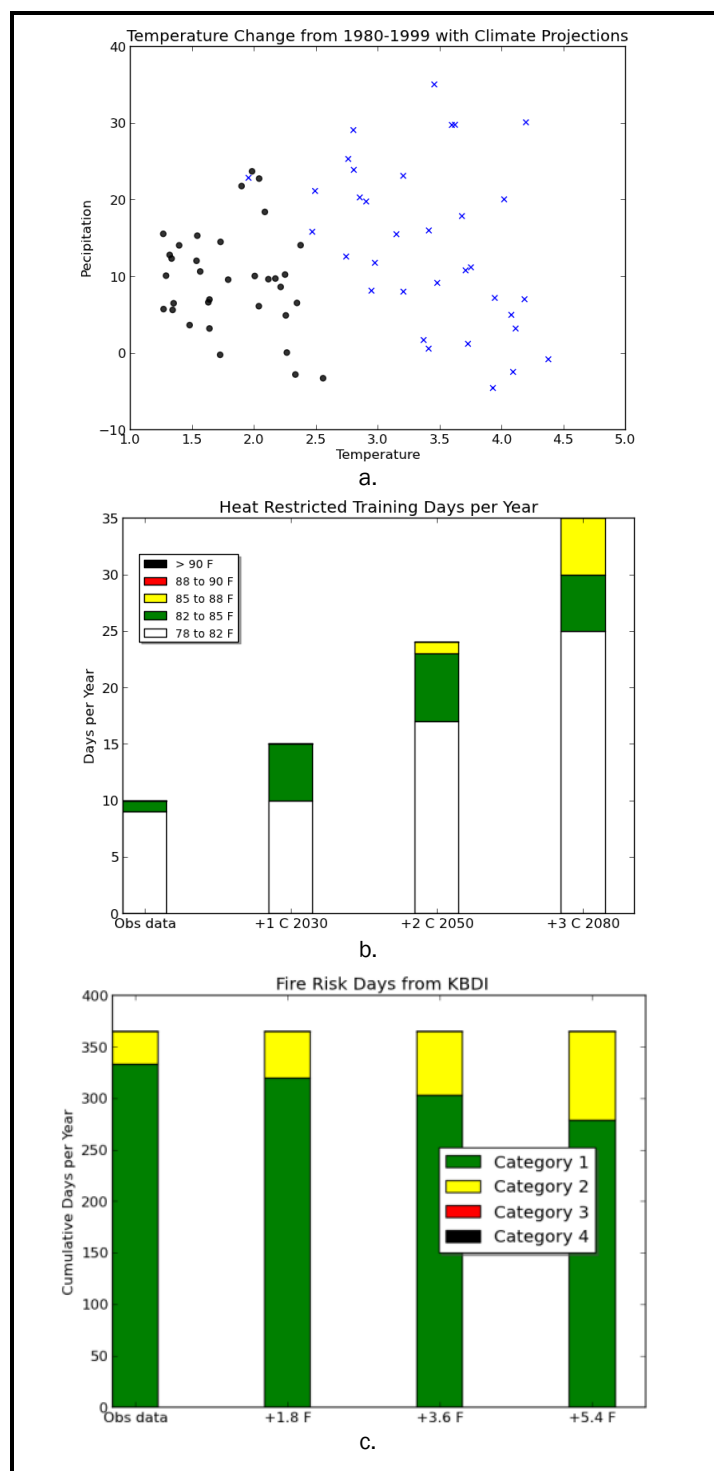 Temperature Change from 1980-1999 with Climate Projections
40
30
20
10
0
−10
Pecipitation
1.0 1.5 2.0 2.5 3.0 3.5 4.0 4.5 5.0
Temperature
a.
Heat Restricted Training Days per Year
35
30
25
20
15
10
5
0
Days per Year
> 90 F
88 to 90 F
85 to 88 F
82 to 85 F
78 to 82 F
Obs data +1 C 2030 +2 C 2050 +3 C 2080
b.
Fire Risk Days from KBDI
400
350
300
250
200
150
100
50
0
Cumulative Days per Year
Category 1
Category 2
Category 3
Category 4
Obs data +1.8 F +3.6 F +5.4 F
c.